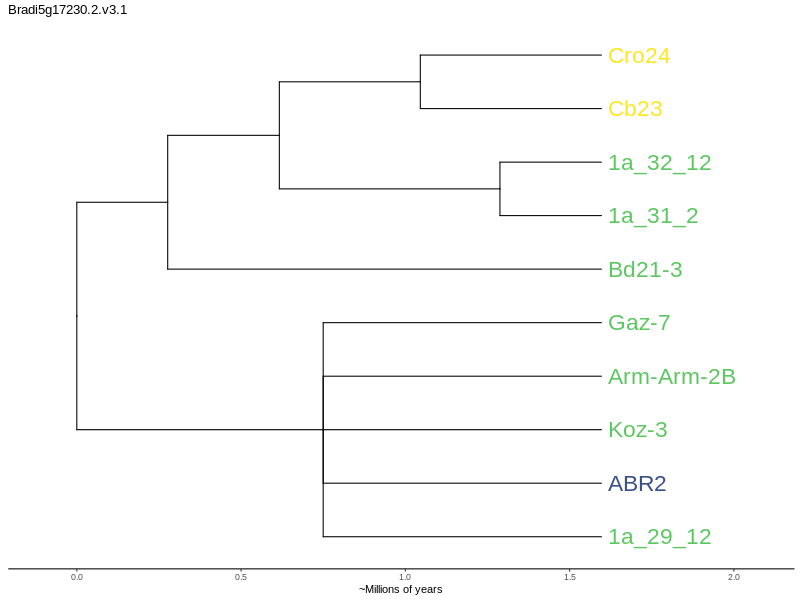 Bradi5g17230.2.v3.1
Cro24
Cb23
1a_32_12
1a_31_2
Bd21-3
Gaz-7
Arm-Arm-2B
Koz-3
ABR2
1a_29_12
0.0 0.5 1.0 1.5 2.0
~Millions of years